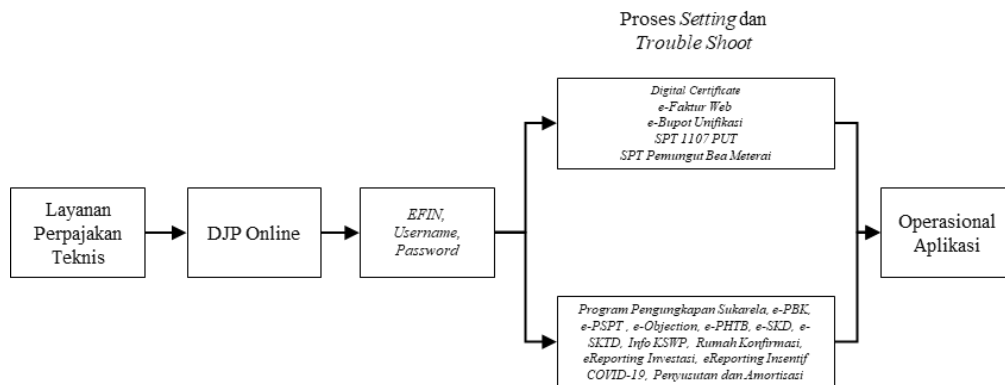 Proses Setting dan
Trouble Shoot
Digital Certificate
e-Faktur Web
e-Bupot Unifikasi
SPT 1107 PUT
SPT Pemungut Bea Meterai
Layanan
Perpajakan
Teknis
DJP Online
EFIN,
Username,
Password
Operasional
Aplikasi
Program Pengungkapan Sukarela, e-PBK,
e-PSPT , e-Objection, e-PHTB, e-SKD, e-
SKTD, Info KSWP, Rumah Konfirmasi,
eReporting Investasi, eReporting Insentif
COVID-19, Penyusutan dan Amortisasi